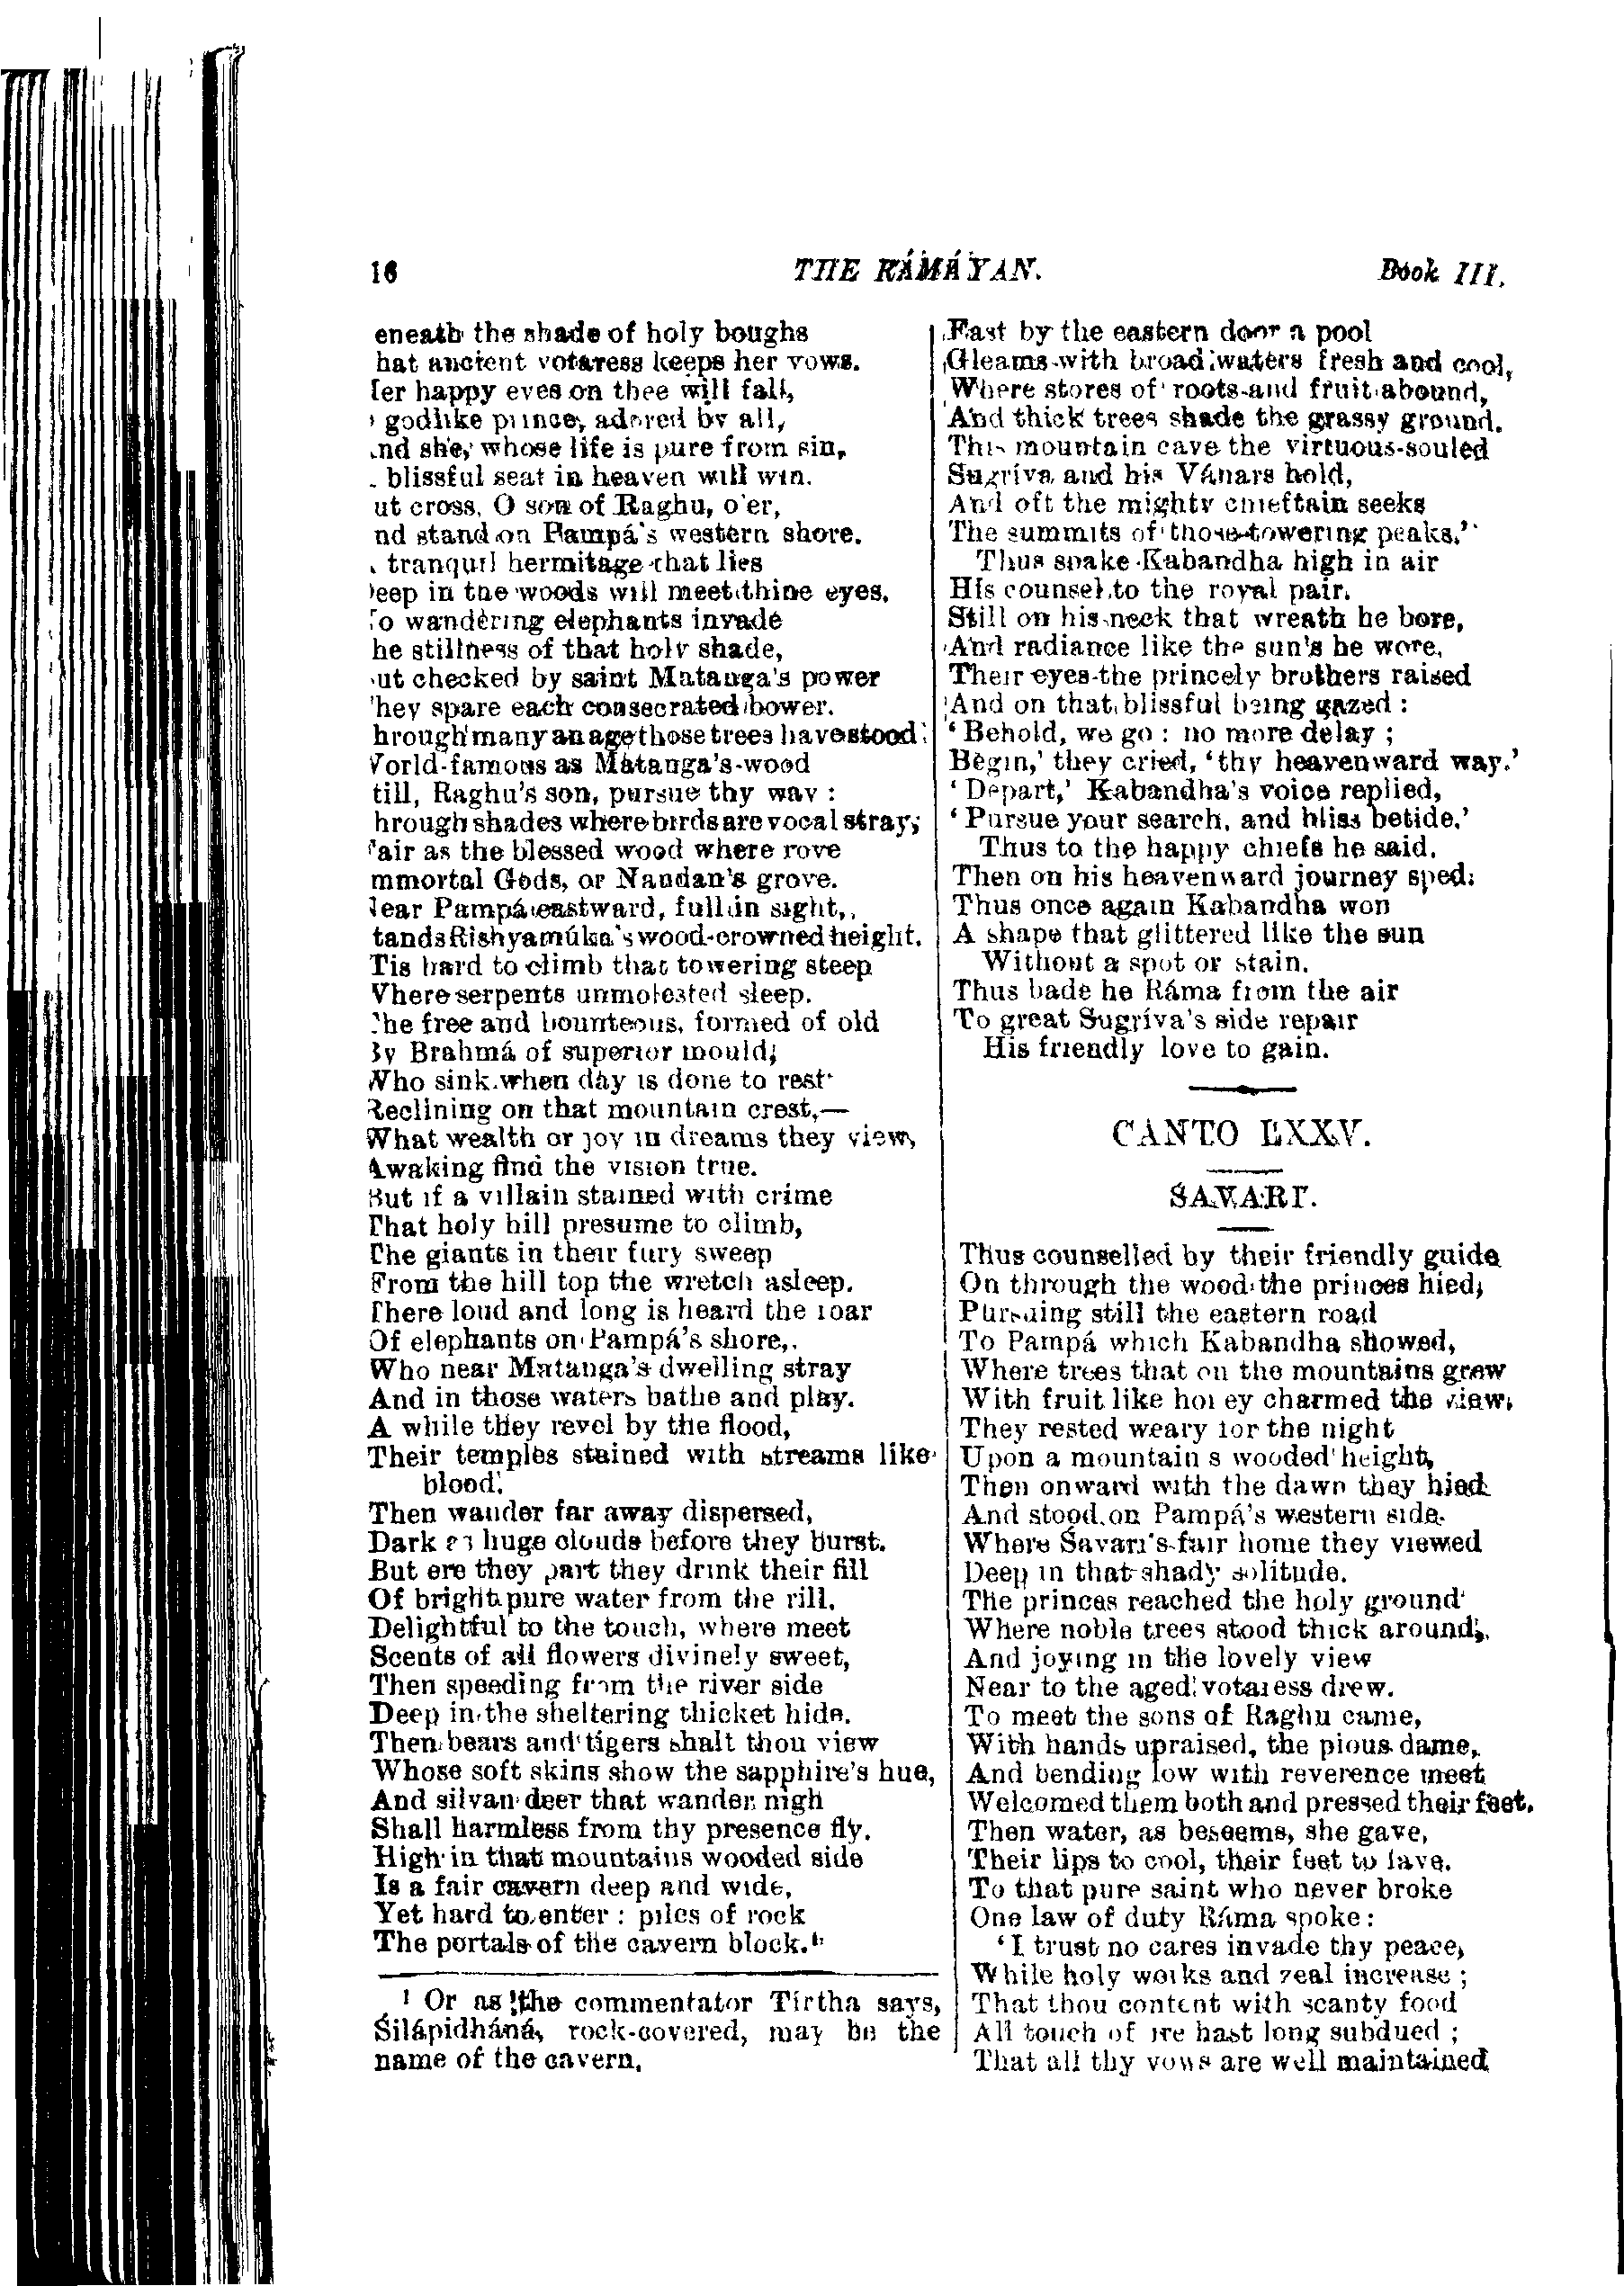 16 THE RÁMÁYAN. Book III.
eneath the shade of holy boughs
hat ancient votaress keeps her vows.
er happy eyes on thee will fall,
godlike prince, adored by all,
nd she, whose life is pure from sin,
blissful seat in heaven will win.
ut cross, O son of Raghu, o'er,
nd stand on Pampá's western shore.
tranquil hermitage that lies
eep in the woods will meet thine eyes.
o wandering elephants invade
he stillness of that holy shade,
ut checked by saint Matanga's power
hey spare each consecrated bower.
hrough many an age those trees have stood
Vorld-famous as Matanga's wood
till, Raghu's son, pursue thy way :
hrough shades where birds are vocal stray,
air as the blessed wood where rove
mmortal Gods, or Nandan's grove.
ear Pampá eastward, full in sight,
tands Rishyamúka's wood-crowned height.
Tis hard to climb that towering steep
Vhere serpents unmolested sleep.
he free and bounteous, formed of old
By Brahmá of superior mould,
Who sink when day is done to rest
Reclining on that mountain crest,—
What wealth or joy in dreams they view,
Awaking find the vision true.
But if a villain stained with crime
That holy hill presume to climb,
The giants in their fury sweep
From the hill top the wretch asleep.
There loud and long is heard the roar
Of elephants on Pampá's shore,
Who near Matanga's dwelling stray
And in those waters bathe and play.
A while they revel by the flood,
Their temples stained with streams like
blood.
Then wander far away dispersed,
Dark as huge clouds before they burst.
But ere they part they drink their fill
Of bright pure water from the rill,
Delightful to the touch, where meet
Scents of all flowers divinely sweet,
Then speeding from the river side
Deep in the sheltering thicket hide.
Then bears and tigers shalt thou view
Whose soft skins show the sapphire's hue,
And silvan deer that wander nigh
Shall harmless from thy presence fly.
High in that mountains wooded side
Is a fair cavern deep and wide,
Yet hard to enter : piles of rock
The portals of the cavern block.¹
¹ Or as the commentator Tírtha says,
Śilápidháná, rock-covered, may be the
name of the cavern.
Fast by the eastern door a pool
Gleams with broad waters fresh and cool,
Where stores of roots and fruit abound,
And thick trees shade the grassy ground.
This mountain cave the virtuous-souled
Sugríva and his Vánars hold,
And oft the mighty chieftain seeks
The summits of those towering peaks.'
Thus spake Kabandha high in air
His counsel to the royal pair.
Still on his neck that wreath he bore,
And radiance like the sun's he wore.
Their eyes the princely brothers raised
And on that blissful being gazed :
' Behold, we go : no more delay ;
Begin,' they cried, ' thy heavenward way.'
' Depart,' Kabandha's voice replied,
' Pursue your search, and bliss betide.'
Thus to the happy chiefs he said,
Then on his heavenward journey sped.
Thus once again Kabandha won
A shape that glittered like the sun
Without a spot or stain.
Thus bade he Ráma from the air
To great Sugríva's side repair
His friendly love to gain.
CANTO LXXV.
ŚAVARÍ.
Thus counselled by their friendly guide
On through the wood the princes hied,
Pursuing still the eastern road
To Pampá which Kabandha showed,
Where trees that on the mountains grew
With fruit like honey charmed the view.
They rested weary for the night
Upon a mountain s wooded height,
Then onward with the dawn they hied
And stood on Pampá's western side.
Where Śavarí's fair home they viewed
Deep in that shady solitude.
The princes reached the holy ground
Where noble trees stood thick around,
And joying in the lovely view
Near to the aged votaress drew.
To meet the sons of Raghu came,
With hands upraised, the pious dame,
And bending low with reverence meet
Welcomed them both and pressed their feet.
Then water, as beseems, she gave,
Their lips to cool, their feet to lave.
To that pure saint who never broke
One law of duty Ráma spoke :
' I trust no cares invade thy peace,
While holy works and zeal increase ;
That thou content with scanty food
All touch of ire hast long subdued ;
That all thy vows are well maintained